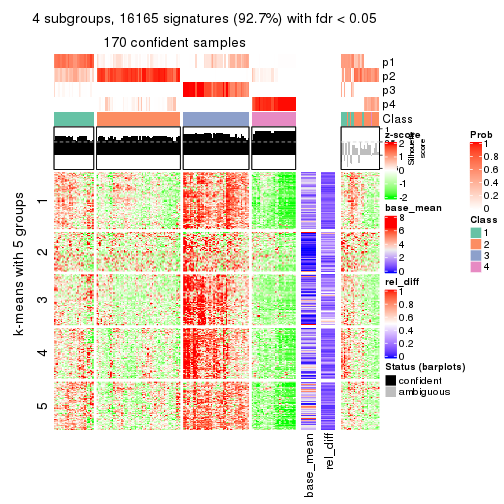 4 subgroups, 16165 signatures (92.7%) with fdr < 0.05
170 confident samples
p1
p2
p3
p4
Class
1
Silhouette
score
z-score
2
1
0
-1
-2
Prob
1
0.8
0.6
0.4
0.2
0
base_mean
8
6
4
2
0
Class
1
2
3
4
rel_diff
1
0.8
0.6
0.4
0.2
0
Status (barplots)
confident
ambiguous
k-means with 5 groups
1
2
3
4
5
base_mean
rel_diff